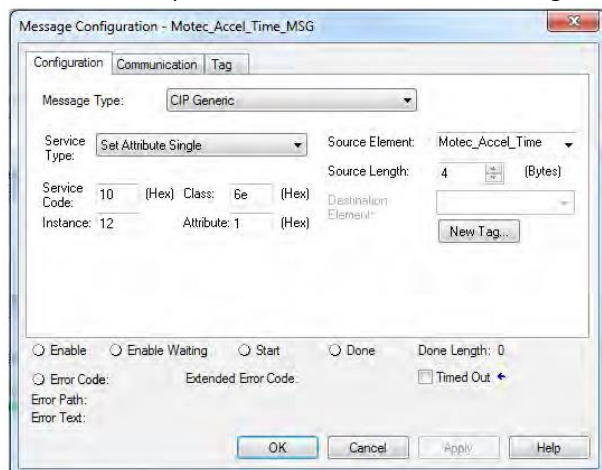 Message Configuration - Motec_Accel_Time_MSG
Configuration Communication Tag
Message Type: CIP Generic
Service Type: Set Attribute Single
Source Element: Motec_Accel_Time
Source Length: 4 (Bytes)
Service Code: 10 (Hex) Class: 6e (Hex)
Destination Element:
Instance: 12 Attribute: 1 (Hex)
New Tag...
Enable Enable Waiting Start Done Done Length: 0
Error Code: Extended Error Code: Timed Out
Error Path:
Error Text:
OK Cancel Apply Help